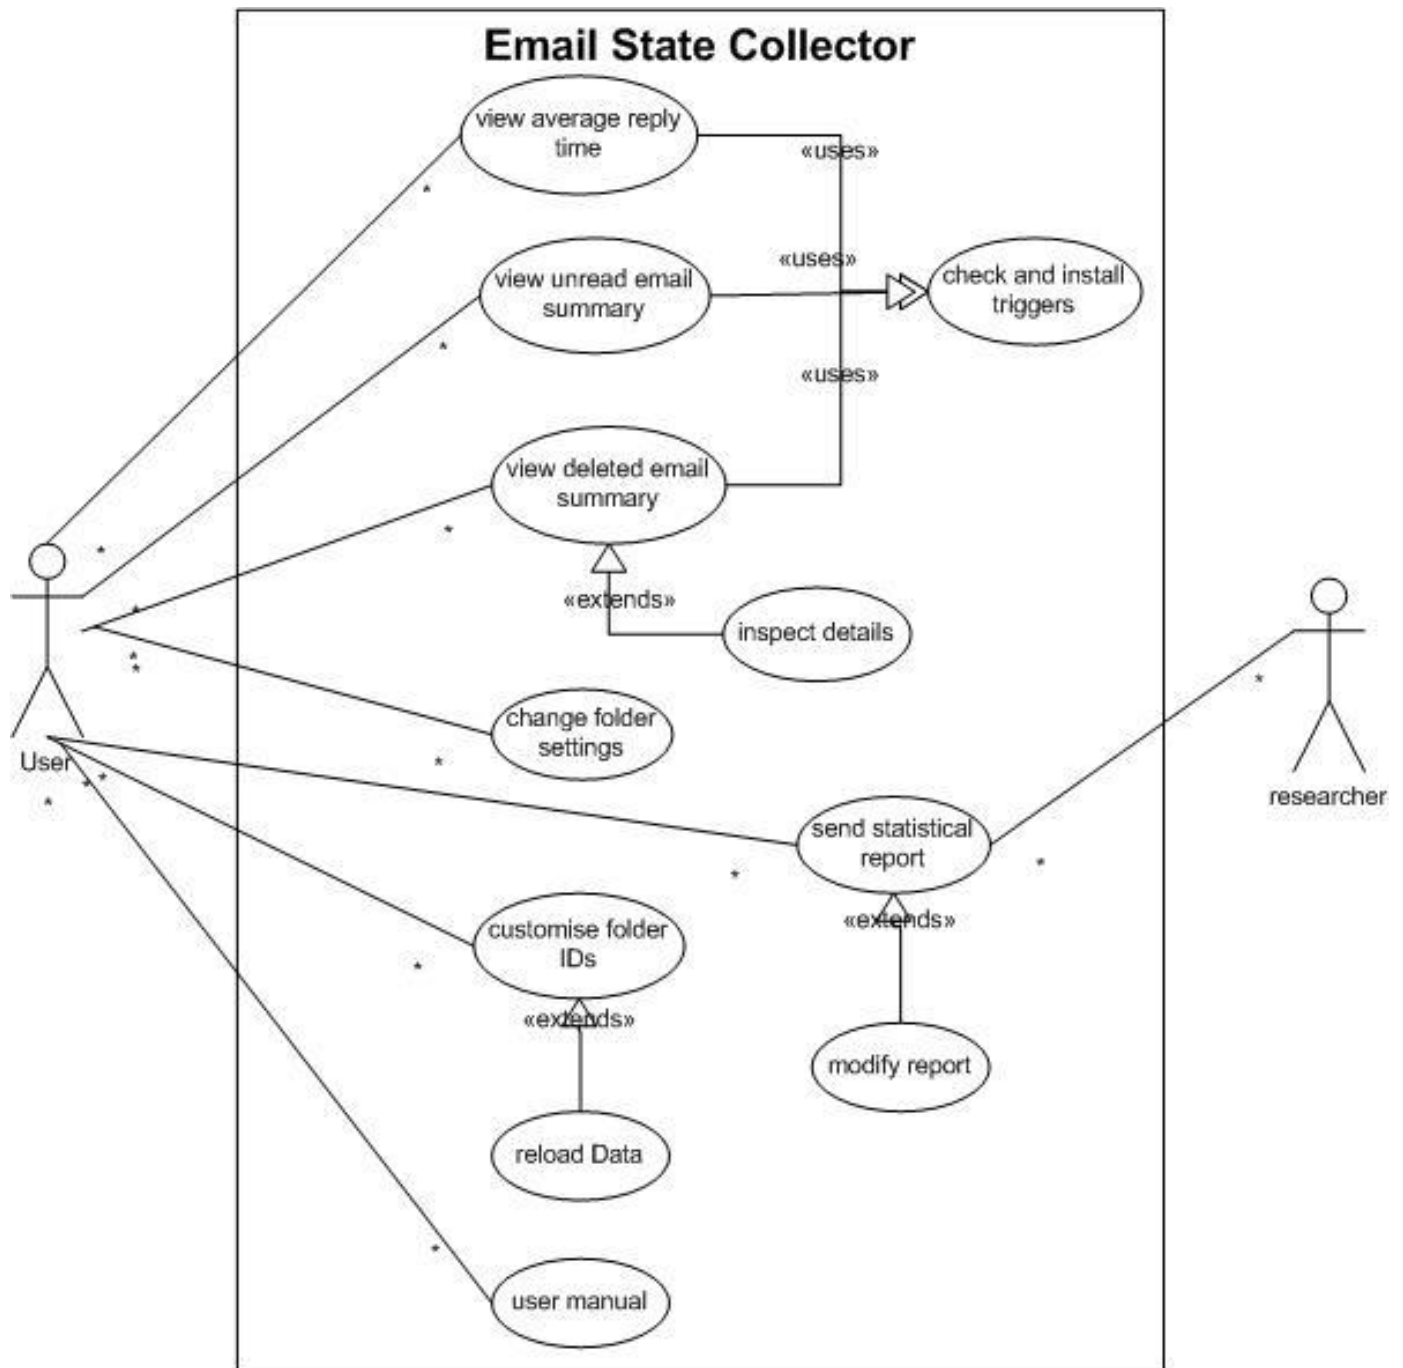 Email State Collector
view average reply
time
«uses»
*
view unread email
summary
«uses»
check and install
triggers
*
«uses»
view deleted email
summary
*
*
«extends»
inspect details
*
*
*
change folder
settings
*
User
*
*
*
researcher
*
send statistical
report
*
*
«extends»
customise folder
IDs
*
«extends»
modify report
reload Data
*
user manual